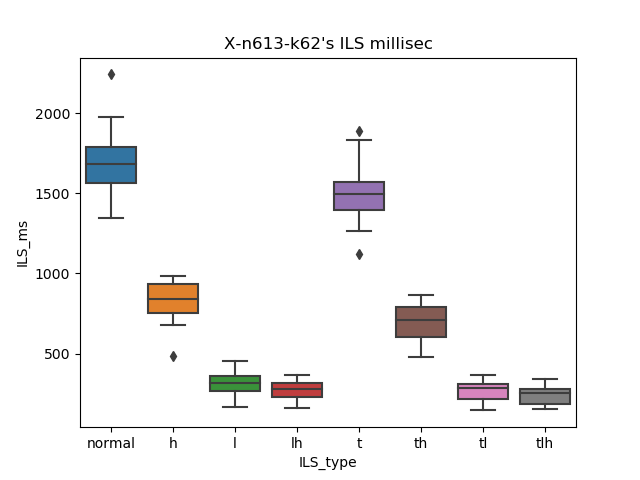 X-n613-k62's ILS millisec
2000
1500
1000
500
ILS_ms
normal h l lh t th tl tlh
ILS_type